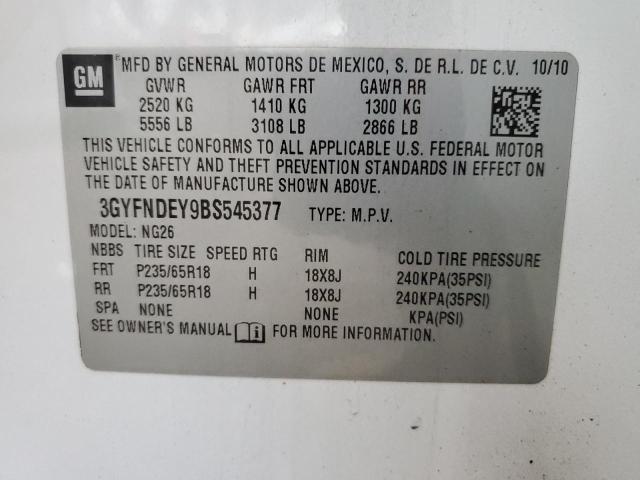 GM ® MFD BY GENERAL MOTORS DE MEXICO, S. DE R.L. DE C.V. 10/10
GVWR GAWR FRT GAWR RR
2520 KG 1410 KG 1300 KG
5556 LB 3108 LB 2866 LB
THIS VEHICLE CONFORMS TO ALL APPLICABLE U.S. FEDERAL MOTOR
VEHICLE SAFETY AND THEFT PREVENTION STANDARDS IN EFFECT ON
THE DATE OF MANUFACTURE SHOWN ABOVE.
3GYFNDEY9BS545377 TYPE: M.P.V.
MODEL: NG26
NBBS TIRE SIZE SPEED RTG RIM COLD TIRE PRESSURE
FRT P235/65R18 H 18X8J 240KPA(35PSI)
RR P235/65R18 H 18X8J 240KPA(35PSI)
SPA NONE NONE KPA(PSI)
SEE OWNER'S MANUAL i FOR MORE INFORMATION.